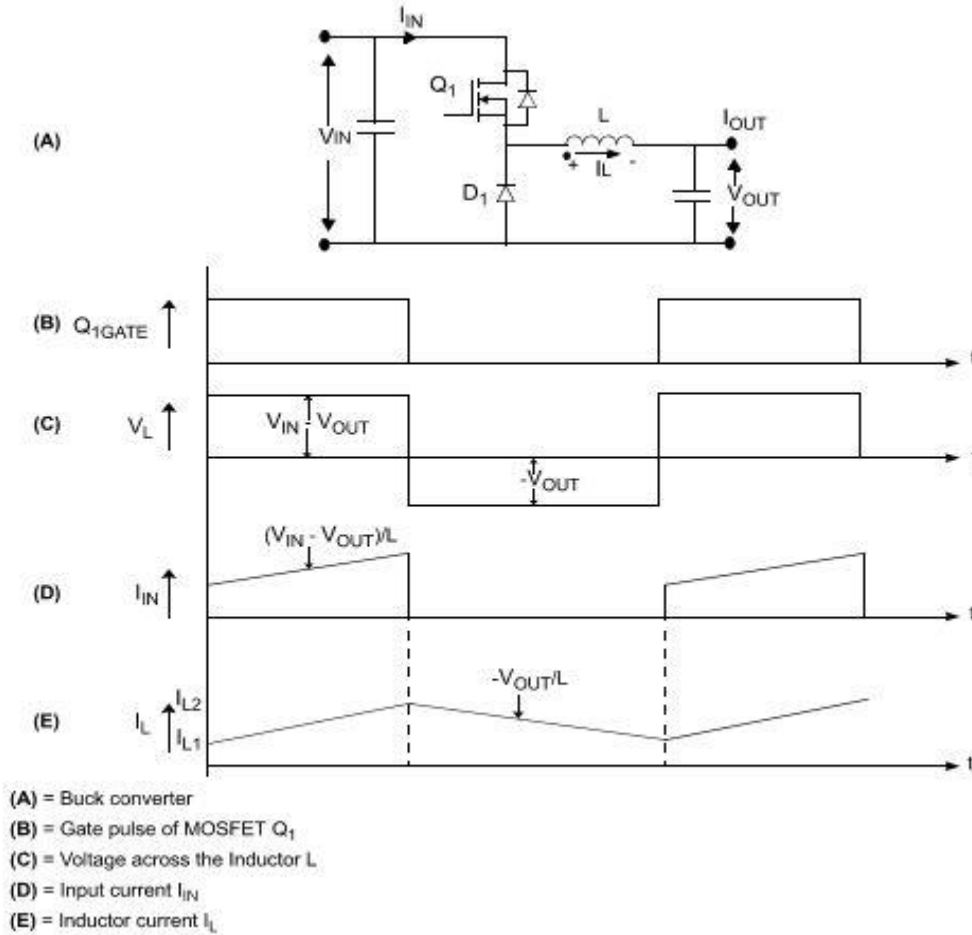 I_IN
Q_1
L
I_OUT
(A)
V_IN
+ I_L -
D_1
V_OUT
(B) Q_1GATE
t
(C) V_L
V_IN - V_OUT
-V_OUT
(V_IN - V_OUT)/L
(D) I_IN
t
-V_OUT/L
I_L2
(E) I_L
I_L1
t
(A) = Buck converter
(B) = Gate pulse of MOSFET Q_1
(C) = Voltage across the Inductor L
(D) = Input current I_IN
(E) = Inductor current I_L